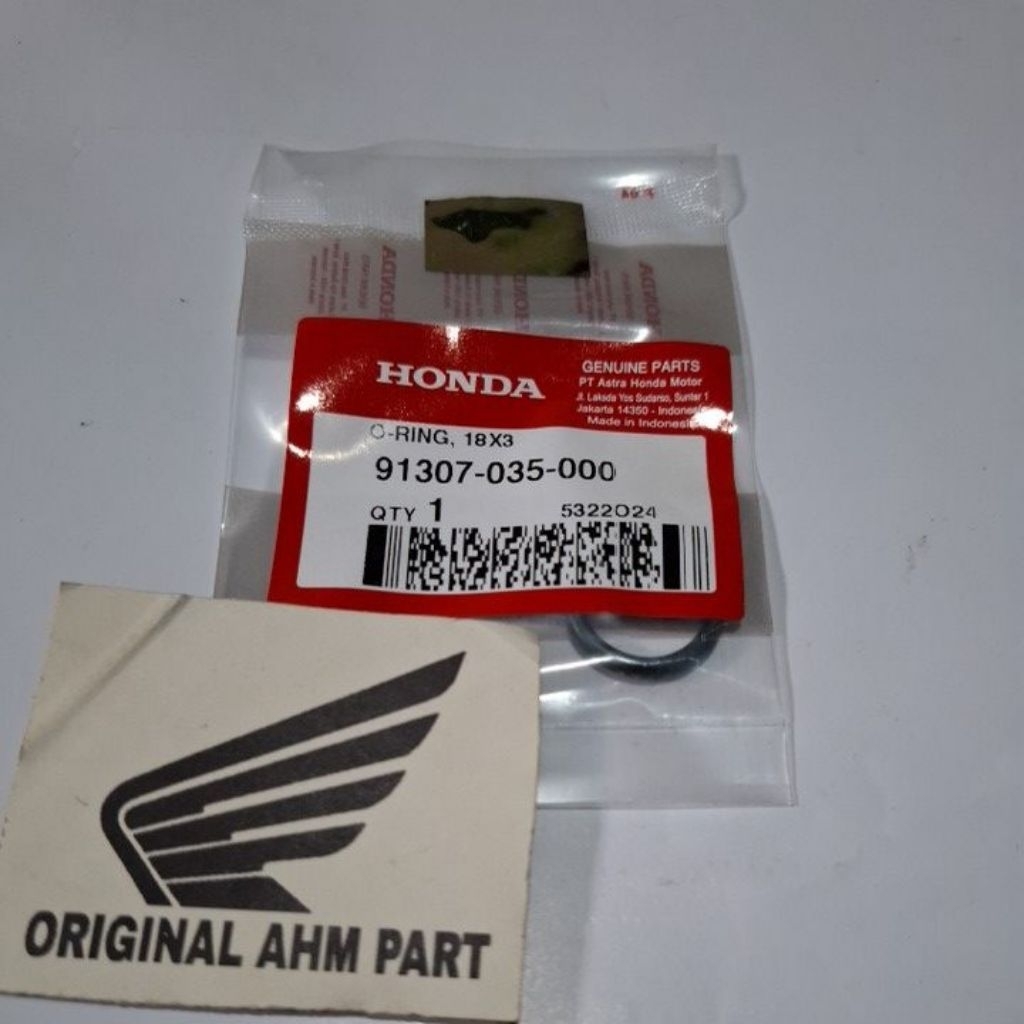 HONDA
GENUINE PARTS
PT Astra Honda Motor
Jl. Laksda Yos Sudarso, Sunter 1
Jakarta 14350 - Indonesia
Made in Indonesia
O-RING, 18X3
91307-035-000
QTY 1 5322024
ORIGINAL AHM PART